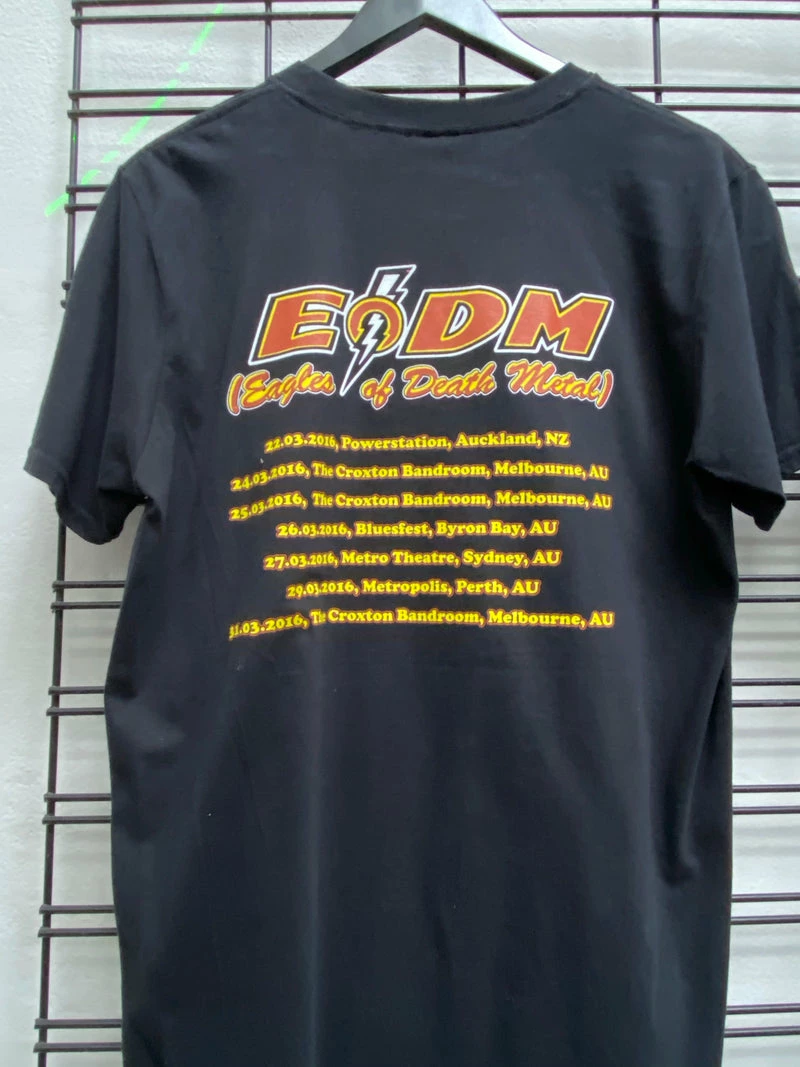 EODM
(Eagles of Death Metal)
22.03.2016, Powerstation, Auckland, NZ
24.03.2016, The Croxton Bandroom, Melbourne, AU
25.03.2016, The Croxton Bandroom, Melbourne, AU
26.03.2016, Bluesfest, Byron Bay, AU
27.03.2016, Metro Theatre, Sydney, AU
29.03.2016, Metropolis, Perth, AU
31.03.2016, The Croxton Bandroom, Melbourne, AU